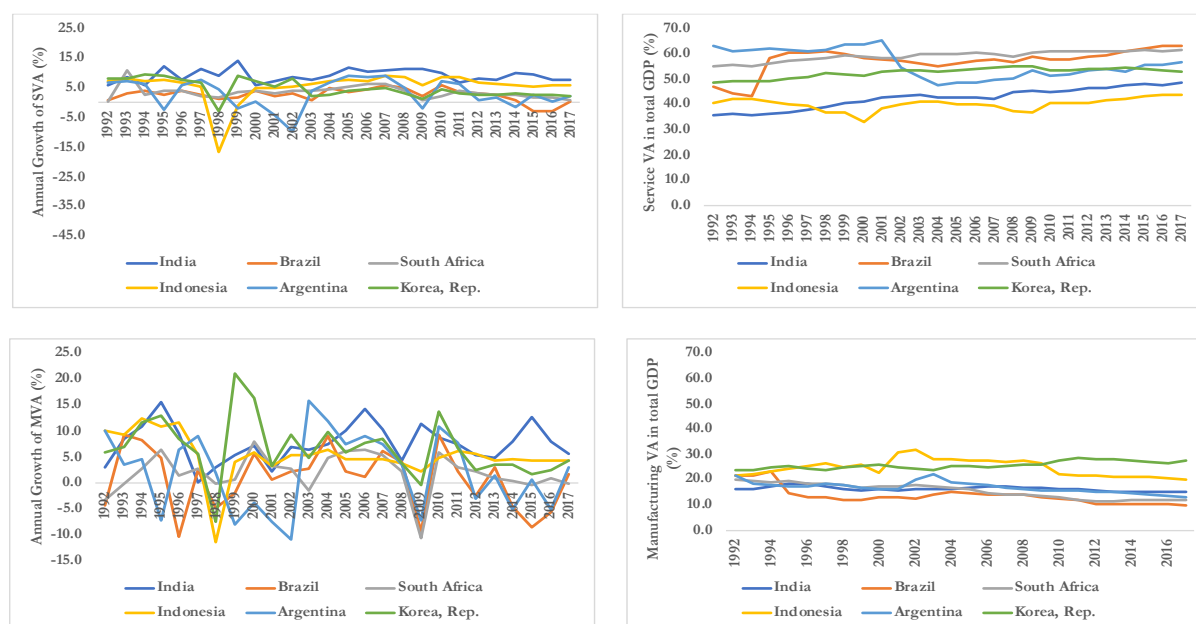 Annual Growth of SVA (%)
25.0
15.0
5.0
-5.0
-15.0
-25.0
-35.0
-45.0
1992 1993 1994 1995 1996 1997 1998 1999 2000 2001 2002 2003 2004 2005 2006 2007 2008 2009 2010 2011 2012 2013 2014 2015 2016 2017
India Brazil South Africa
Indonesia Argentina Korea, Rep.
Service VA in total GDP (%)
70.0
60.0
50.0
40.0
30.0
20.0
10.0
0.0
1992 1993 1994 1995 1996 1997 1998 1999 2000 2001 2002 2003 2004 2005 2006 2007 2008 2009 2010 2011 2012 2013 2014 2015 2016 2017
India Brazil South Africa
Indonesia Argentina Korea, Rep.
Annual Growth of MVA (%)
25.0
20.0
15.0
10.0
5.0
0.0
-5.0
-10.0
-15.0
1992 1993 1994 1995 1996 1997 1998 1999 2000 2001 2002 2003 2004 2005 2006 2007 2008 2009 2010 2011 2012 2013 2014 2015 2016 2017
India Brazil South Africa
Indonesia Argentina Korea, Rep.
Manufacturing VA in total GDP
(%)
70.0
60.0
50.0
40.0
30.0
20.0
10.0
0.0
1992 1994 1996 1998 2000 2002 2004 2006 2008 2010 2012 2014 2016
India Brazil South Africa
Indonesia Argentina Korea, Rep.